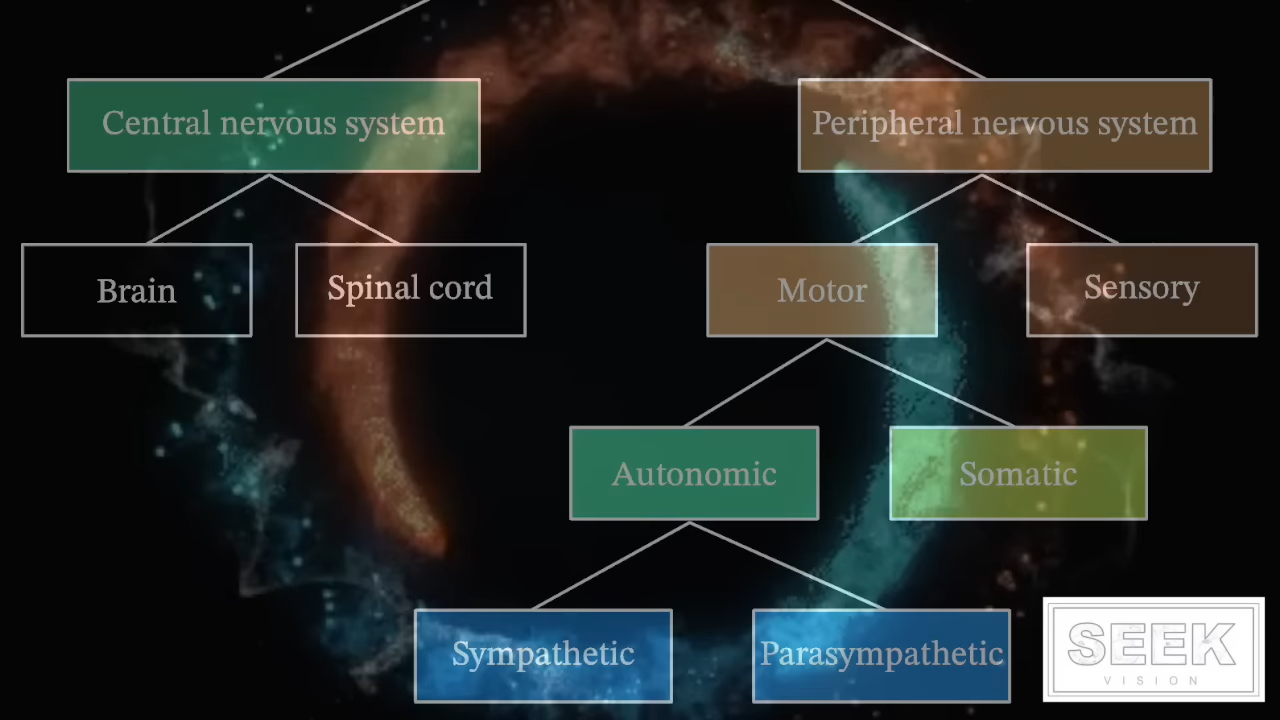 Central nervous system
Peripheral nervous system
Brain
Spinal cord
Motor
Sensory
Autonomic
Somatic
Sympathetic
Parasympathetic
SEEK
VISION